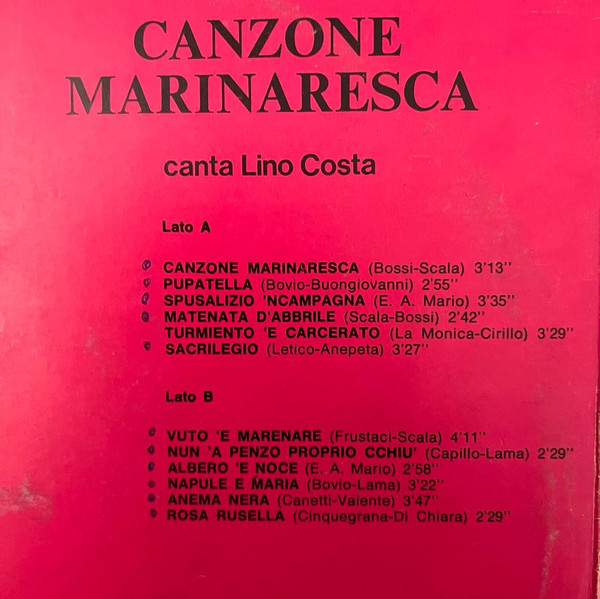 CANZONE
MARINARESCA
canta Lino Costa
Lato A
CANZONE MARINARESCA (Bossi-Scala) 3'13''
PUPATELLA (Bovio-Buongiovanni) 2'55''
SPUSALIZIO 'NCAMPAGNA (E. A. Mario) 3'35''
MATENATA D'ABBRILE (Scala-Bossi) 2'42''
TURMIENTO 'E CARCERATO (La Monica-Cirillo) 3'29''
SACRILEGIO (Letico-Anepeta) 3'27''
Lato B
VUTO 'E MARENARE (Frustaci-Scala) 4'11''
NUN 'A PENZO PROPRIO CCHIU' (Capillo-Lama) 2'29''
ALBERO 'E NOCE (E. A. Mario) 2'58''
NAPULE E MARIA (Bovio-Lama) 3'22''
ANEMA NERA (Canetti-Valente) 3'47''
ROSA RUSELLA (Cinquegrana-Di Chiara) 2'29''